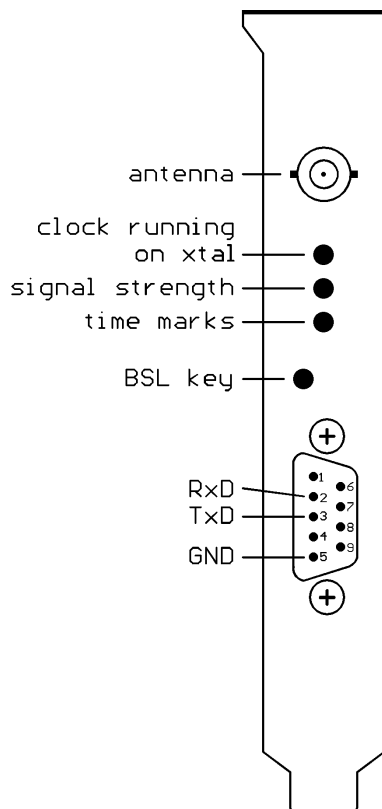 antenna
clock running
on xtal
signal strength
time marks
BSL key
1
6
RxD
2
7
TxD
3
8
4
9
GND
5